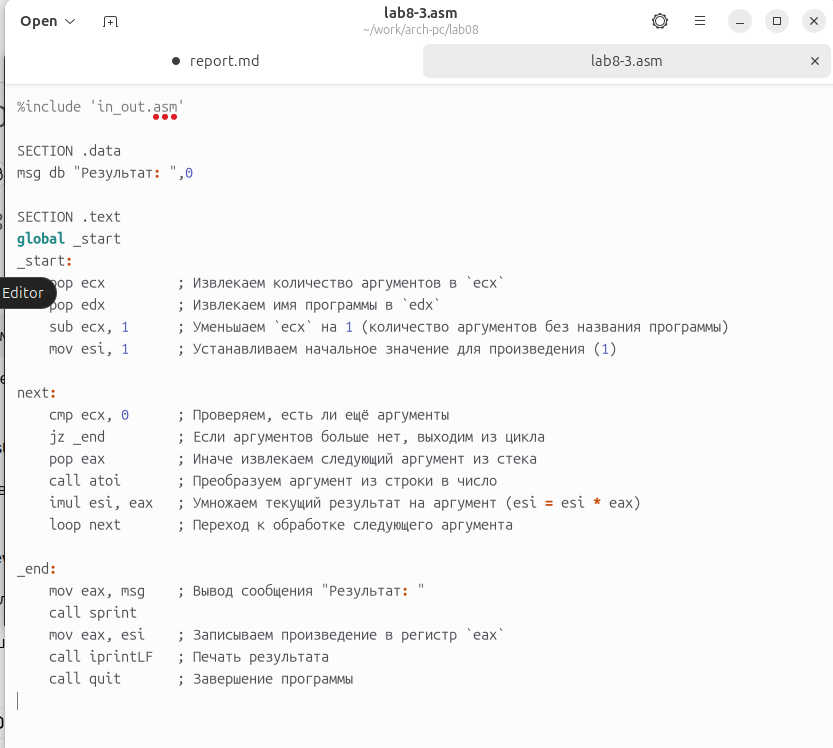 Open
lab8-3.asm
~/work/arch-pc/lab08
report.md
lab8-3.asm
%include 'in_out.asm'
SECTION .data
msg db "Результат: ",0
SECTION .text
global _start
_start:
pop ecx ; Извлекаем количество аргументов в `ecx`
Editor
pop edx ; Извлекаем имя программы в `edx`
sub ecx, 1 ; Уменьшаем `ecx` на 1 (количество аргументов без названия программы)
mov esi, 1 ; Устанавливаем начальное значение для произведения (1)
next:
cmp ecx, 0 ; Проверяем, есть ли ещё аргументы
jz _end ; Если аргументов больше нет, выходим из цикла
pop eax ; Иначе извлекаем следующий аргумент из стека
call atoi ; Преобразуем аргумент из строки в число
imul esi, eax ; Умножаем текущий результат на аргумент (esi = esi * eax)
loop next ; Переход к обработке следующего аргумента
_end:
mov eax, msg ; Вывод сообщения "Результат: "
call sprint
mov eax, esi ; Записываем произведение в регистр `eax`
call iprintLF ; Печать результата
call quit ; Завершение программы